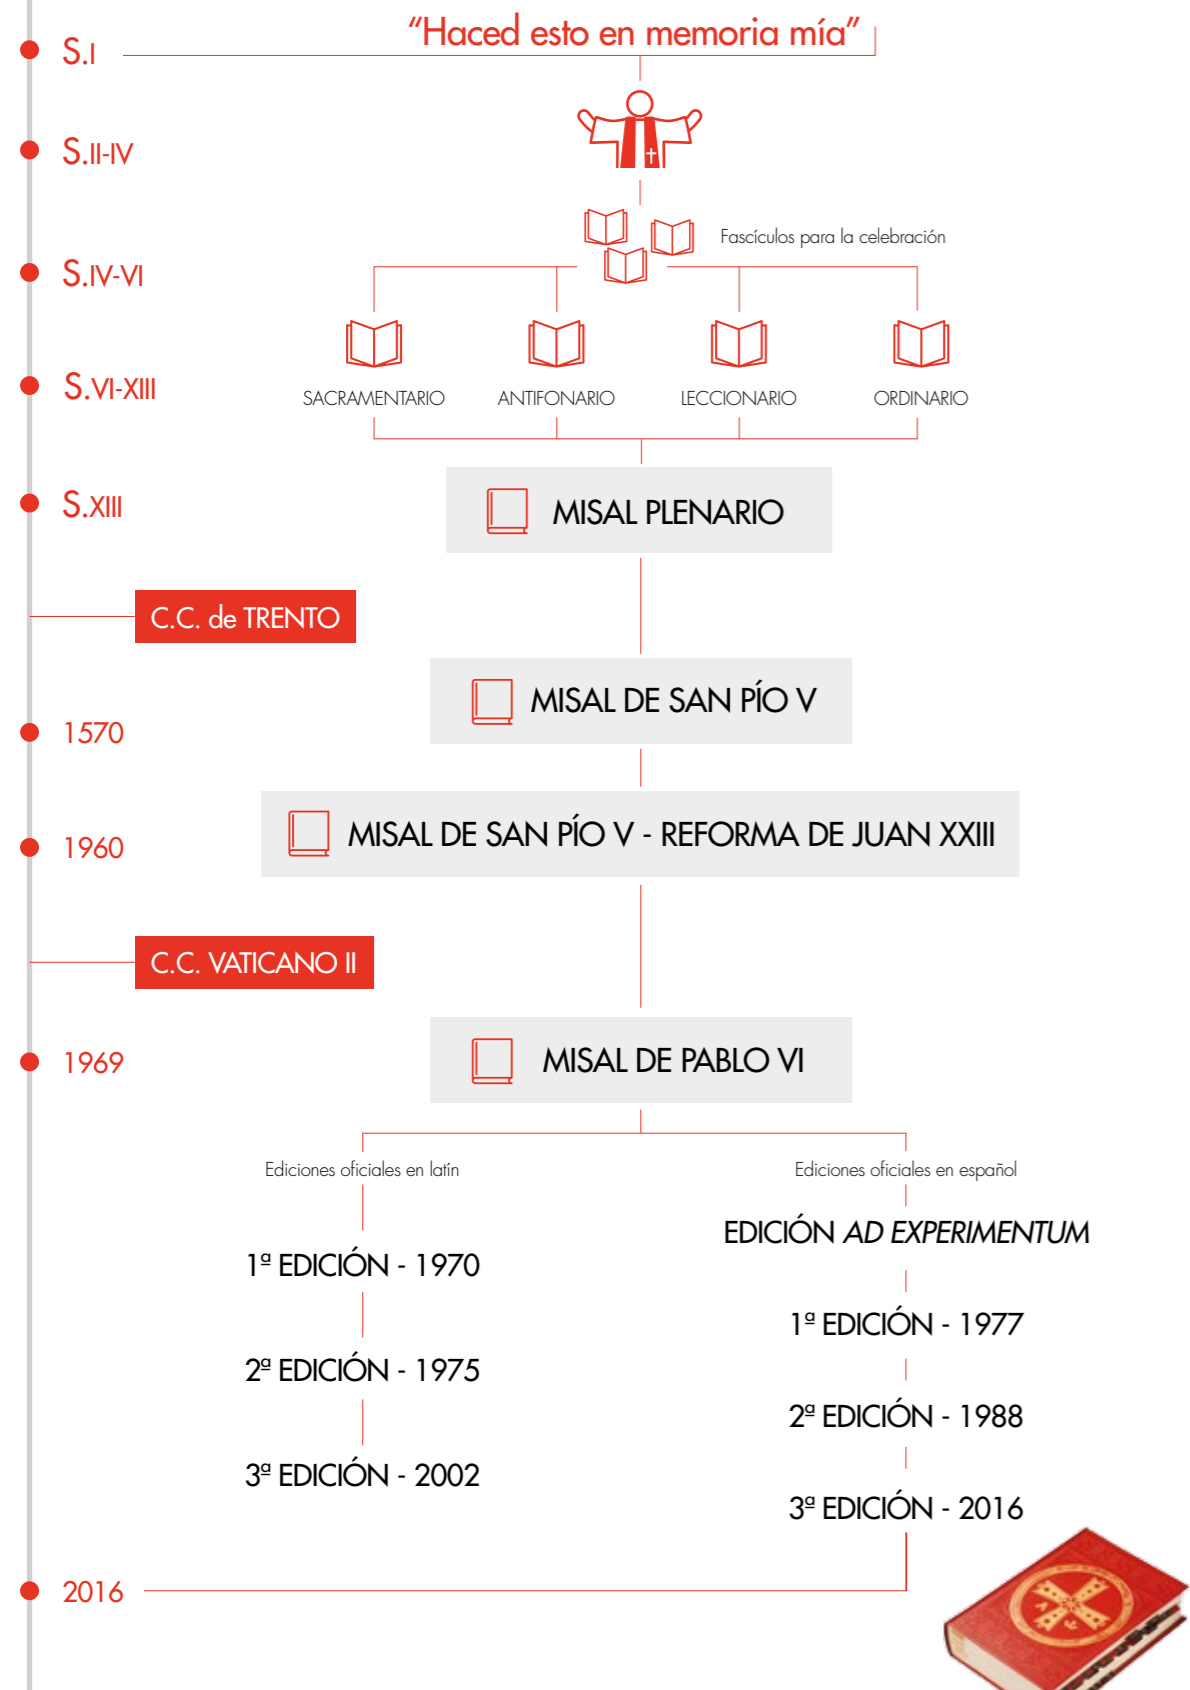 “Haced esto en memoria mía”
S.I
S.II-IV
Fascículos para la celebración
S.IV-VI
S.VI-XIII
SACRAMENTARIO
ANTIFONARIO
LECCIONARIO
ORDINARIO
S.XIII
MISAL PLENARIO
C.C. de TRENTO
MISAL DE SAN PÍO V
1570
MISAL DE SAN PÍO V - REFORMA DE JUAN XXIII
1960
C.C. VATICANO II
1969
MISAL DE PABLO VI
Ediciones oficiales en latín
1ª EDICIÓN - 1970
2ª EDICIÓN - 1975
3ª EDICIÓN - 2002
Ediciones oficiales en español
EDICIÓN AD EXPERIMENTUM
1ª EDICIÓN - 1977
2ª EDICIÓN - 1988
3ª EDICIÓN - 2016
2016